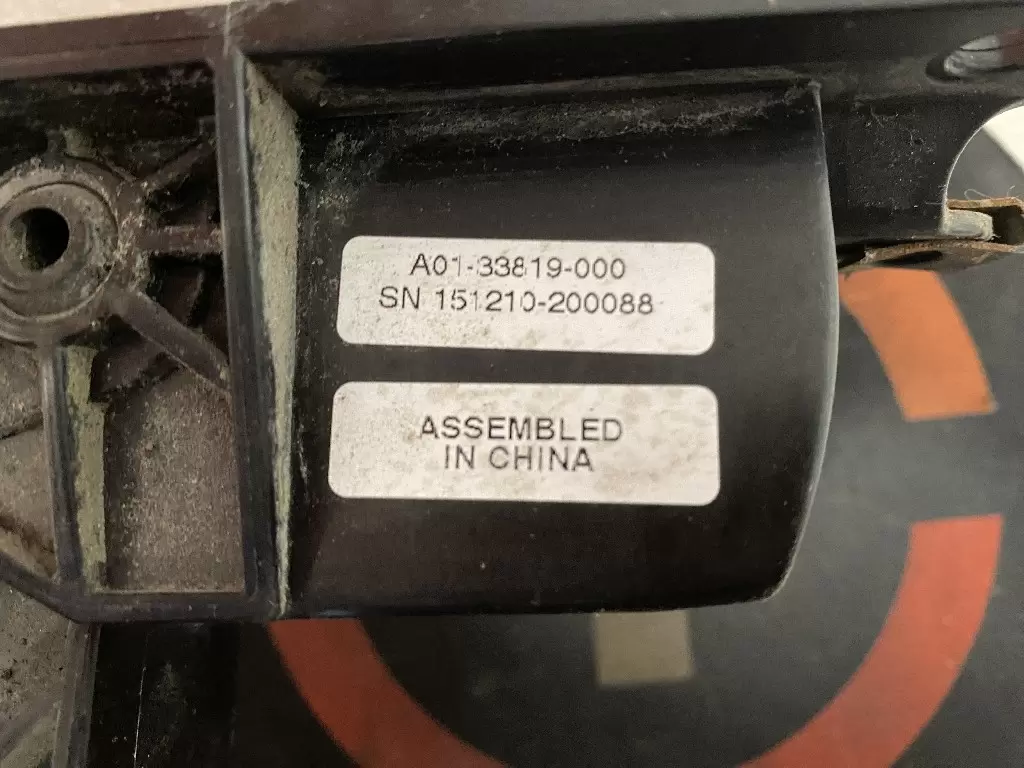 A01-33819-000
SN 151210-200088
ASSEMBLED
IN CHINA